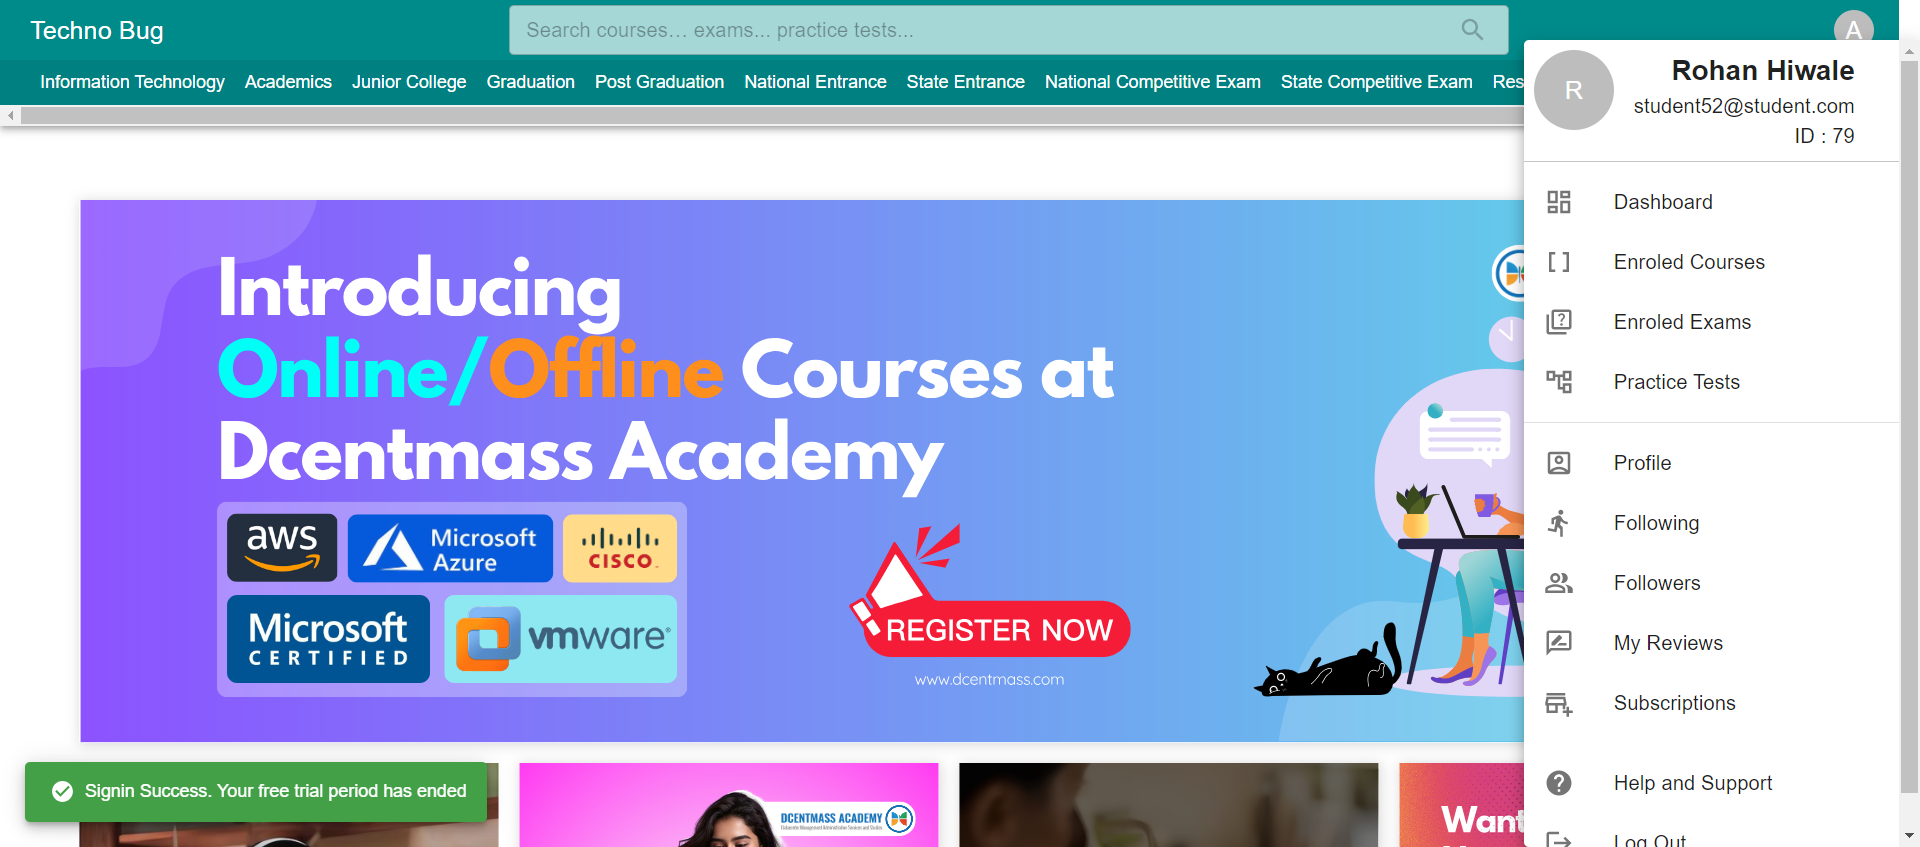 Techno Bug
Search courses... exams... practice tests...
A
Information Technology Academics Junior College Graduation Post Graduation National Entrance State Entrance National Competitive Exam State Competitive Exam Res
R
Rohan Hiwale
student52@student.com
ID : 79
Dashboard
Enroled Courses
Enroled Exams
Practice Tests
Profile
Following
Followers
My Reviews
Subscriptions
Help and Support
Log Out
Introducing
Online/Offline Courses at
Dcentmass Academy
aws
Microsoft
Azure
CISCO
Microsoft
CERTIFIED
vmware®
REGISTER NOW
www.dcentmass.com
Signin Success. Your free trial period has ended
DCENTMASS ACADEMY
Want